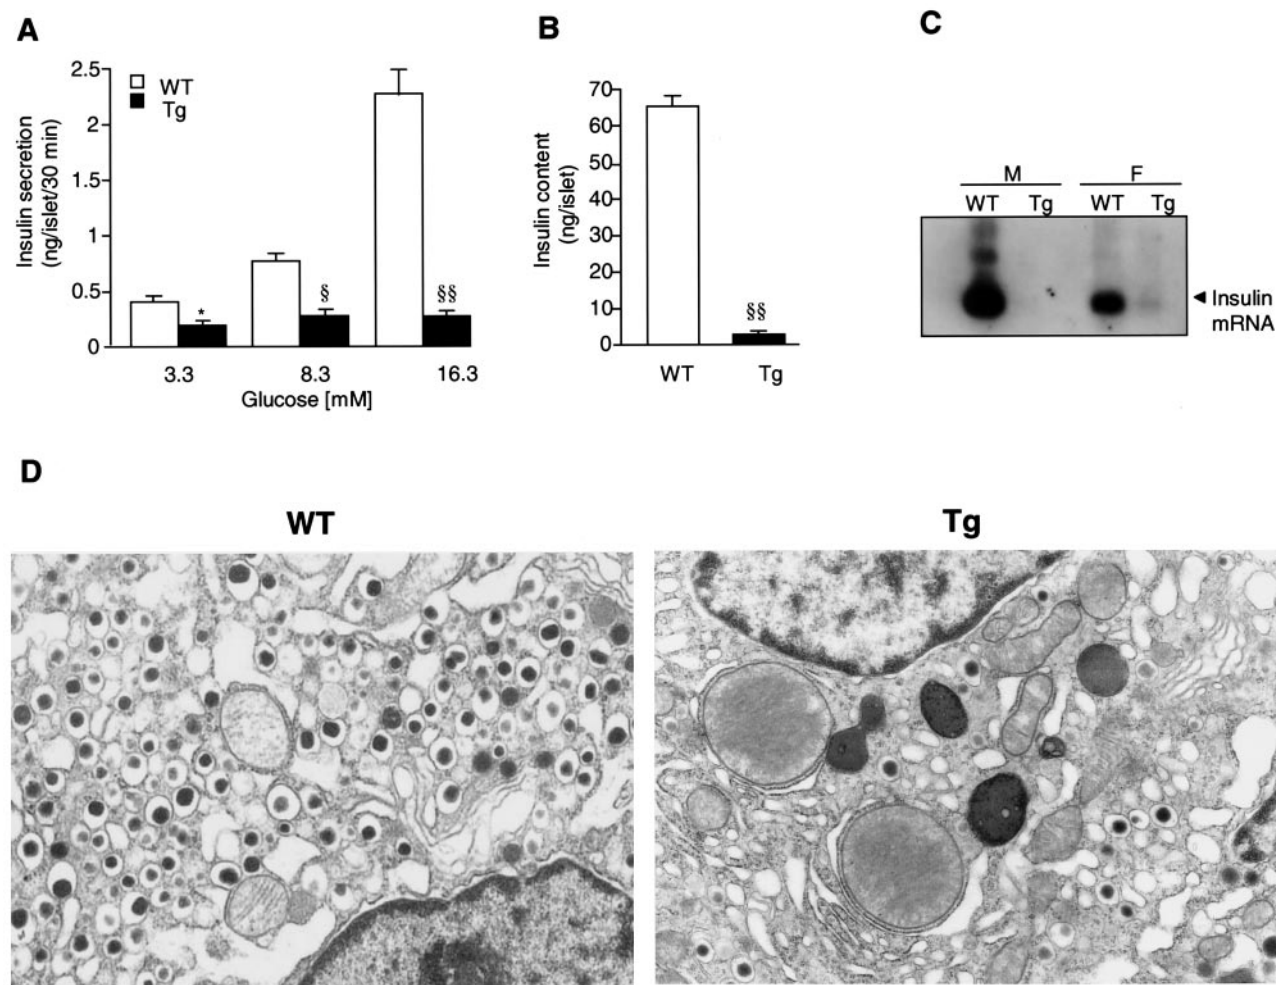 A
Insulin secretion
(ng/islet/30 min)
2.5
2
1.5
1
0.5
0
WT
Tg
*
§
§§
3.3 8.3 16.3
Glucose [mM]
B
Insulin content
(ng/islet)
70
60
50
40
30
20
10
0
§§
WT Tg
C
M F
WT Tg WT Tg
Insulin
mRNA
D
WT Tg